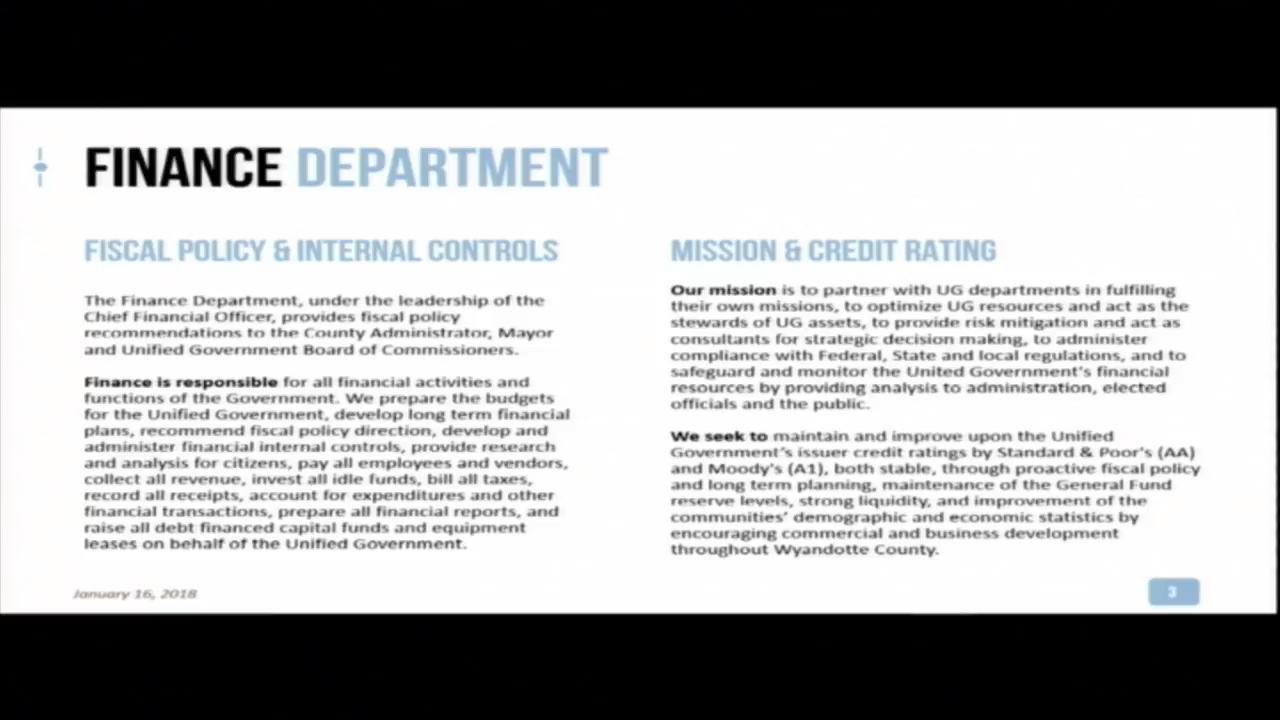 FINANCE DEPARTMENT
FISCAL POLICY & INTERNAL CONTROLS
The Finance Department, under the leadership of the
Chief Financial Officer, provides fiscal policy
recommendations to the County Administrator, Mayor
and Unified Government Board of Commissioners.
Finance is responsible for all financial activities and
functions of the Government. We prepare the budgets
for the Unified Government, develop long term financial
plans, recommend fiscal policy direction, develop and
administer financial internal controls, provide research
and analysis for citizens, pay all employees and vendors,
collect all revenue, invest all idle funds, bill all taxes,
record all receipts, account for expenditures and other
financial transactions, prepare all financial reports, and
raise all debt financed capital funds and equipment
leases on behalf of the Unified Government.
MISSION & CREDIT RATING
Our mission is to partner with UG departments in fulfilling
their own missions, to optimize UG resources and act as the
stewards of UG assets, to provide risk mitigation and act as
consultants for strategic decision making, to administer
compliance with Federal, State and local regulations, and to
safeguard and monitor the United Government's financial
resources by providing analysis to administration, elected
officials and the public.
We seek to maintain and improve upon the Unified
Government's issuer credit ratings by Standard & Poor's (AA)
and Moody's (A1), both stable, through proactive fiscal policy
and long term planning, maintenance of the General Fund
reserve levels, strong liquidity, and improvement of the
communities' demographic and economic statistics by
encouraging commercial and business development
throughout Wyandotte County.
January 16, 2018
3